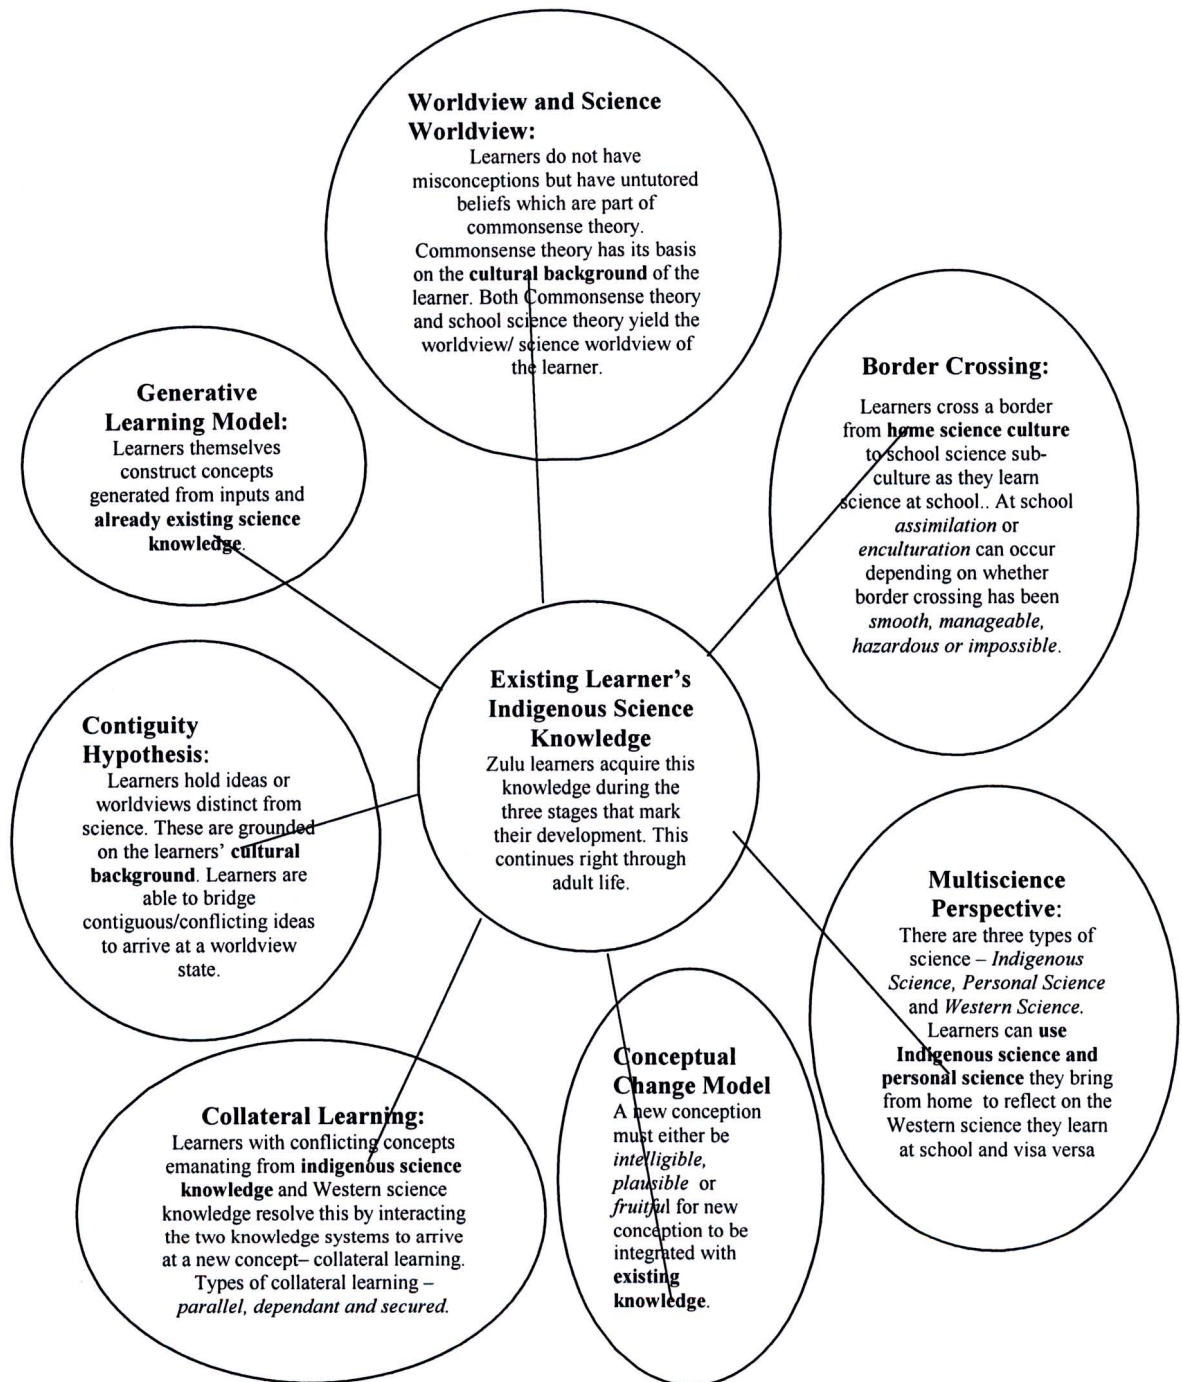 Worldview and Science
Worldview:
Learners do not have
misconceptions but have untutored
beliefs which are part of
commonsense theory.
Commonsense theory has its basis
on the cultural background of the
learner. Both Commonsense theory
and school science theory yield the
worldview/ science worldview of
the learner.
Generative
Learning Model:
Learners themselves
construct concepts
generated from inputs and
already existing science
knowledge.
Border Crossing:
Learners cross a border
from home science culture
to school science sub-
culture as they learn
science at school.. At school
assimilation or
enculturation can occur
depending on whether
border crossing has been
smooth, manageable,
hazardous or impossible.
Existing Learner's
Indigenous Science
Knowledge
Zulu learners acquire this
knowledge during the
three stages that mark
their development. This
continues right through
adult life.
Contiguity
Hypothesis:
Learners hold ideas or
worldviews distinct from
science. These are grounded
on the learners' cultural
background. Learners are
able to bridge
contiguous/conflicting ideas
to arrive at a worldview
state.
Multiscience
Perspective:
There are three types of
science – Indigenous
Science, Personal Science
and Western Science.
Learners can use
Indigenous science and
personal science they bring
from home to reflect on the
Western science they learn
at school and visa versa
Collateral Learning:
Learners with conflicting concepts
emanating from indigenous science
knowledge and Western science
knowledge resolve this by interacting
the two knowledge systems to arrive
at a new concept– collateral learning.
Types of collateral learning –
parallel, dependant and secured.
Conceptual
Change Model
A new conception
must either be
intelligible,
plausible or
fruitful for new
conception to be
integrated with
existing
knowledge.